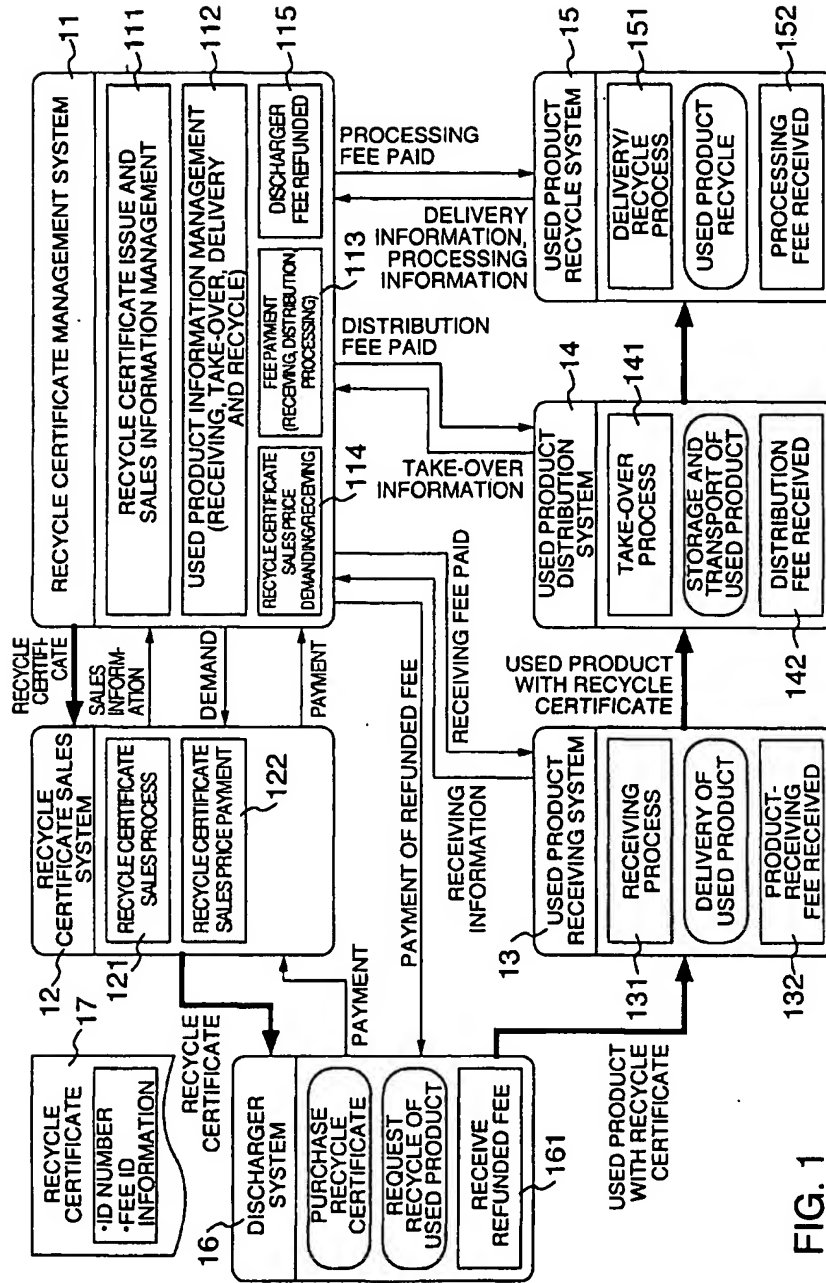 RECYCLE CERTIFICATE MANAGEMENT SYSTEM
11
RECYCLE CERTIFICATE ISSUE AND
SALES INFORMATION MANAGEMENT
111
USED PRODUCT INFORMATION MANAGEMENT
(RECEIVING, TAKE-OVER, DELIVERY
AND RECYCLE)
112
RECYCLE CERTIFICATE
SALES PRICE
DEMANDING/RECEIVING
114
FEE PAYMENT
(RECEIVING, DISTRIBUTION,
PROCESSING)
113
DISCHARGER
FEE REFUNDED
115
RECYCLE
CERTIFI-
CATE
SALES
INFORM-
ATION
DEMAND
PAYMENT
RECYCLE
CERTIFICATE SALES
SYSTEM
12
RECYCLE CERTIFICATE
SALES PROCESS
121
RECYCLE CERTIFICATE
SALES PRICE PAYMENT
122
17
RECYCLE
CERTIFICATE
•ID NUMBER
•FEE ID
INFORMATION
RECYCLE
CERTIFICATE
PAYMENT
16
DISCHARGER
SYSTEM
PURCHASE
RECYCLE
CERTIFICATE
REQUEST
RECYCLE OF
USED PRODUCT
RECEIVE
REFUNDED FEE
161
PAYMENT OF REFUNDED FEE
RECEIVING
INFORMATION
RECEIVING FEE PAID
TAKE-OVER
INFORMATION
DISTRIBUTION
FEE PAID
DELIVERY
INFORMATION,
PROCESSING
INFORMATION
PROCESSING
FEE PAID
USED PRODUCT
WITH RECYCLE
CERTIFICATE
13
USED PRODUCT
RECEIVING SYSTEM
RECEIVING
PROCESS
131
DELIVERY OF
USED PRODUCT
PRODUCT-
RECEIVING
FEE RECEIVED
132
USED PRODUCT
WITH RECYCLE
CERTIFICATE
USED PRODUCT
DISTRIBUTION
SYSTEM
14
TAKE-OVER
PROCESS
141
STORAGE AND
TRANSPORT OF
USED PRODUCT
DISTRIBUTION
FEE RECEIVED
142
USED PRODUCT
RECYCLE SYSTEM
15
DELIVERY/
RECYCLE
PROCESS
151
USED PRODUCT
RECYCLE
PROCESSING
FEE RECEIVED
152
FIG. 1